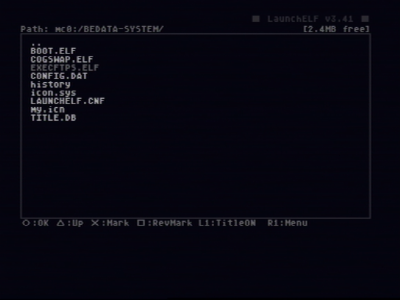 ■ LaunchELF v3.41 ■
Path: mc0:/BEDATA-SYSTEM/ [2.4MB free]
..
BOOT.ELF
COGSWAP.ELF
EXECFTPS.ELF
CONFIG.DAT
history
icon.sys
LAUNCHELF.CNF
my.icn
TITLE.DB
○:OK △:Up ×:Mark □:RevMark L1:TitleON R1:Menu